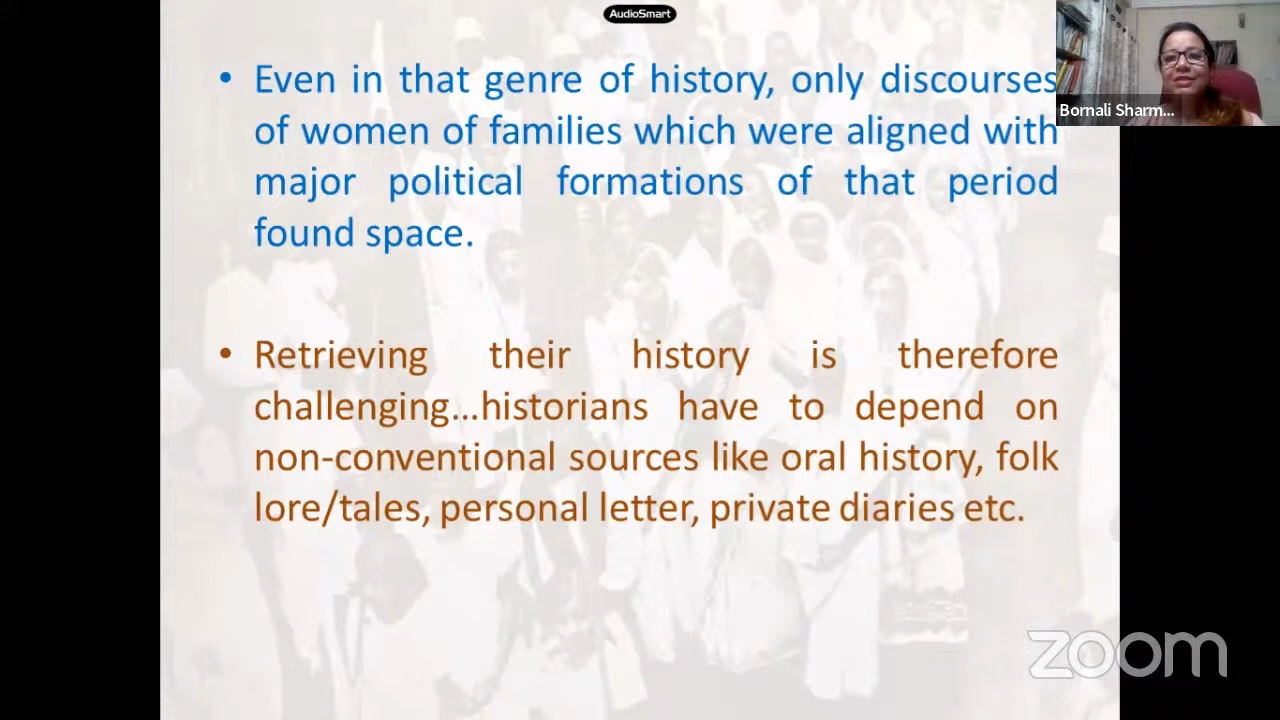 AudioSmart
• Even in that genre of history, only discourses
of women of families which were aligned with
major political formations of that period
found space.
• Retrieving their history is therefore
challenging...historians have to depend on
non-conventional sources like oral history, folk
lore/tales, personal letter, private diaries etc.
Bornali Sharm...
zoom